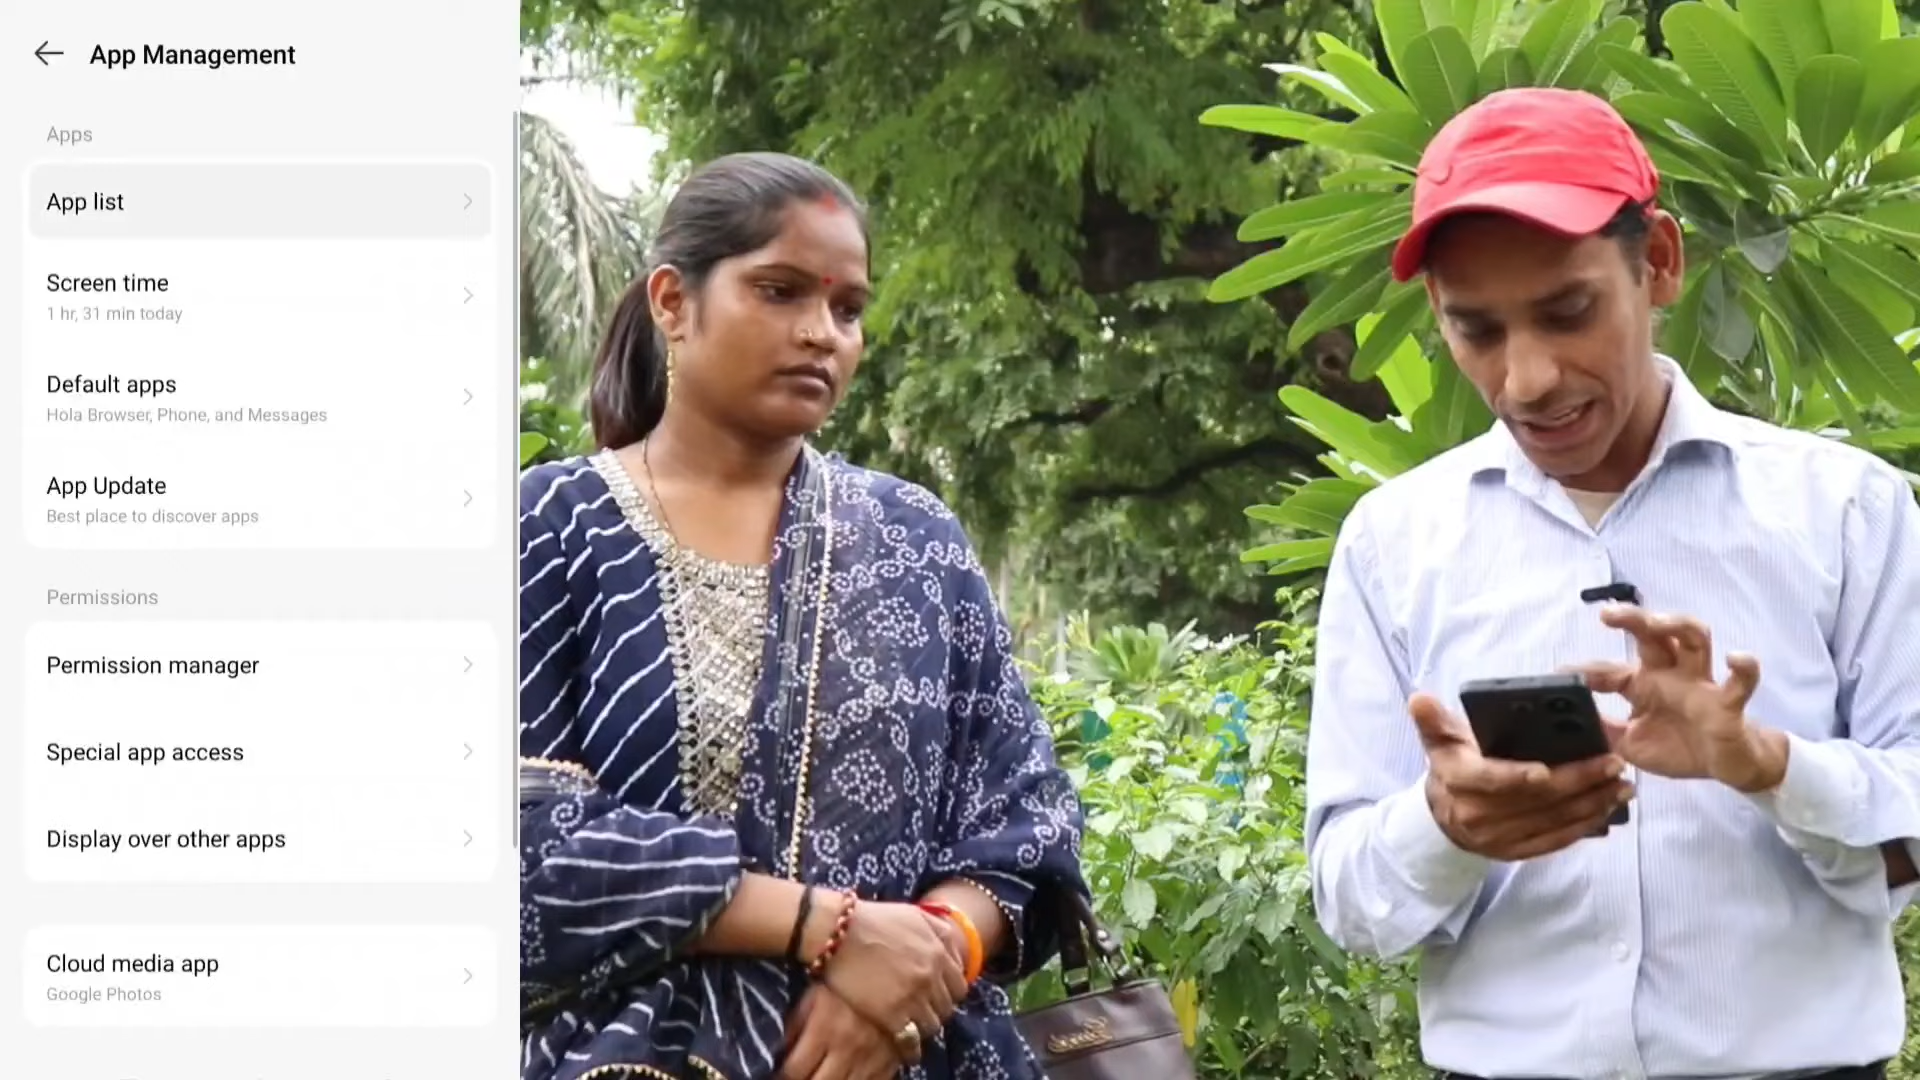 App Management
Apps
App list
Screen time
1 hr, 31 min today
Default apps
Hola Browser, Phone, and Messages
App Update
Best place to discover apps
Permissions
Permission manager
Special app access
Display over other apps
Cloud media app
Google Photos